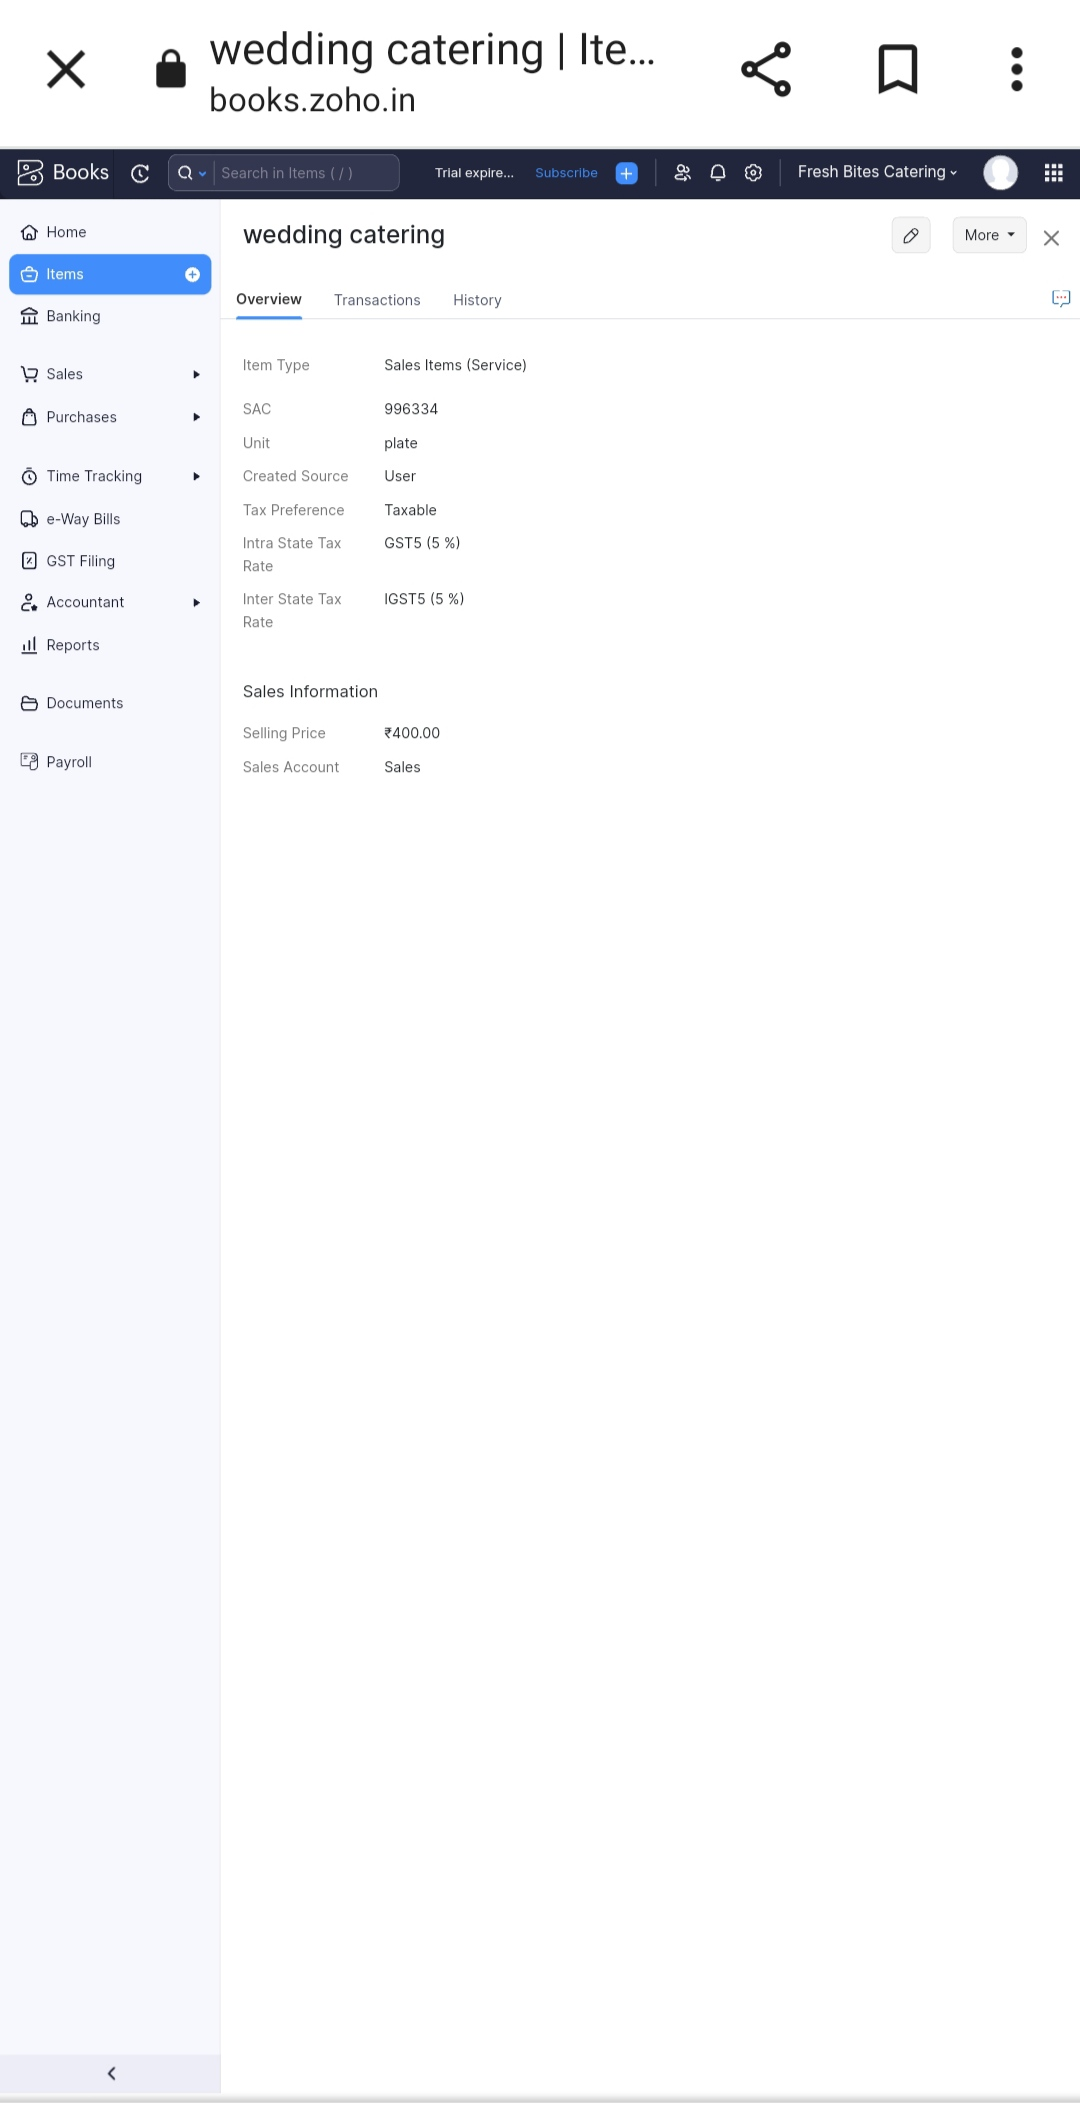 wedding catering | Ite...
books.zoho.in
Books
Search in Items ( / )
Trial expire...
Subscribe
Fresh Bites Catering
Home
Items
Banking
Sales
Purchases
Time Tracking
e-Way Bills
GST Filing
Accountant
Reports
Documents
Payroll
wedding catering
More
Overview Transactions History
Item Type Sales Items (Service)
SAC 996334
Unit plate
Created Source User
Tax Preference Taxable
Intra State Tax GST5 (5 %)
Rate
Inter State Tax IGST5 (5 %)
Rate
Sales Information
Selling Price ₹400.00
Sales Account Sales